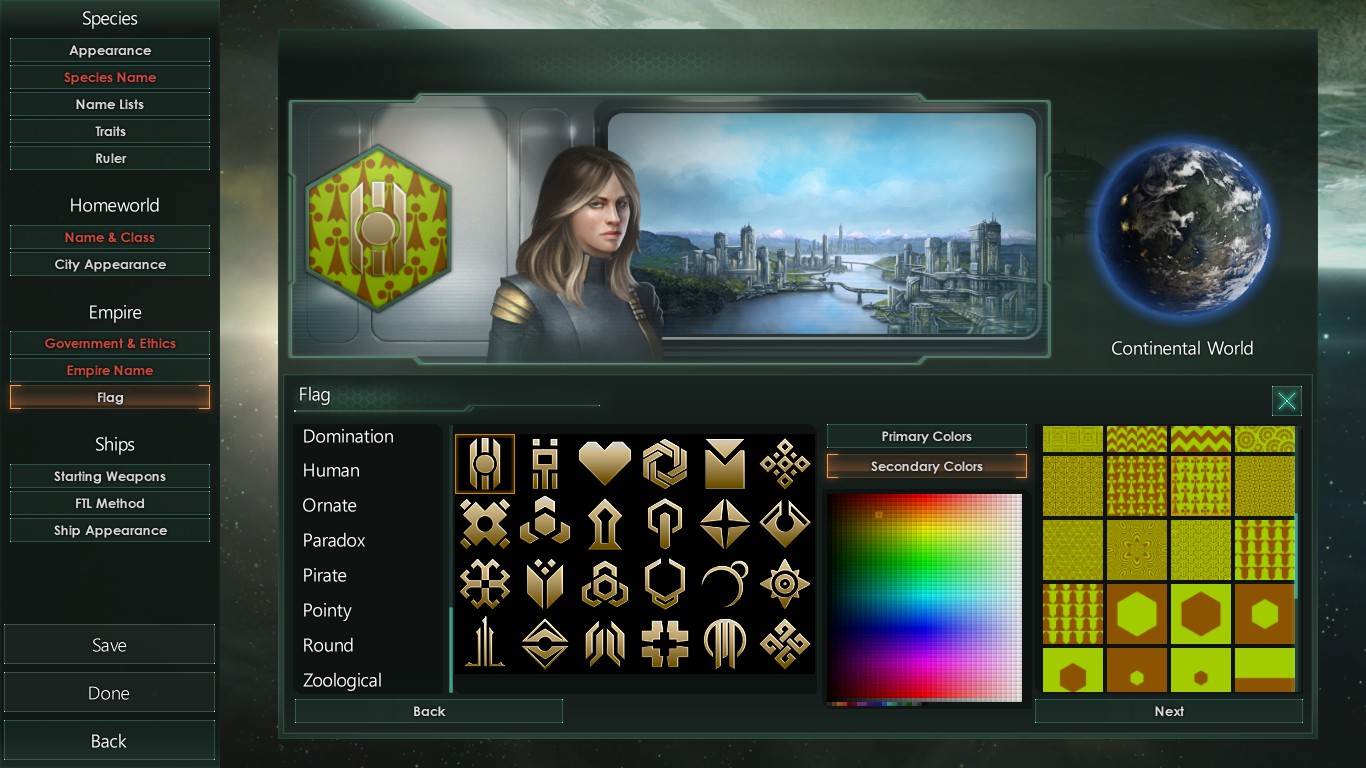 Species
Appearance
Species Name
Name Lists
Traits
Ruler
Homeworld
Name & Class
City Appearance
Empire
Government & Ethics
Empire Name
Flag
Ships
Starting Weapons
FTL Method
Ship Appearance
Save
Done
Back
Continental World
Flag
Domination
Human
Ornate
Paradox
Pirate
Pointy
Round
Zoological
Primary Colors
Secondary Colors
Back
Next